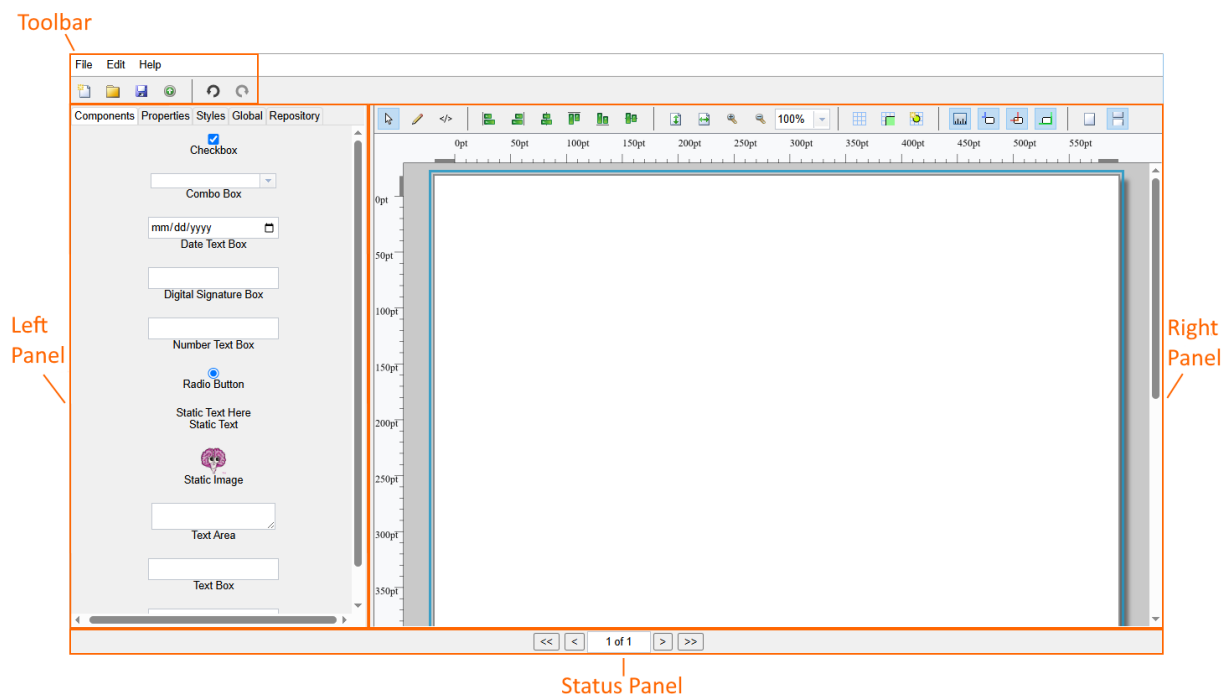 Toolbar
File Edit Help
Components Properties Styles Global Repository
</> 100%
0pt 50pt 100pt 150pt 200pt 250pt 300pt 350pt 400pt 450pt 500pt 550pt
Checkbox
Combo Box
mm/dd/yyyy
Date Text Box
Digital Signature Box
Number Text Box
Radio Button
Static Text Here
Static Text
Static Image
Text Area
Text Box
0pt
50pt
100pt
150pt
200pt
250pt
300pt
350pt
Left
Panel
Right
Panel
<< < 1 of 1 > >>
Status Panel